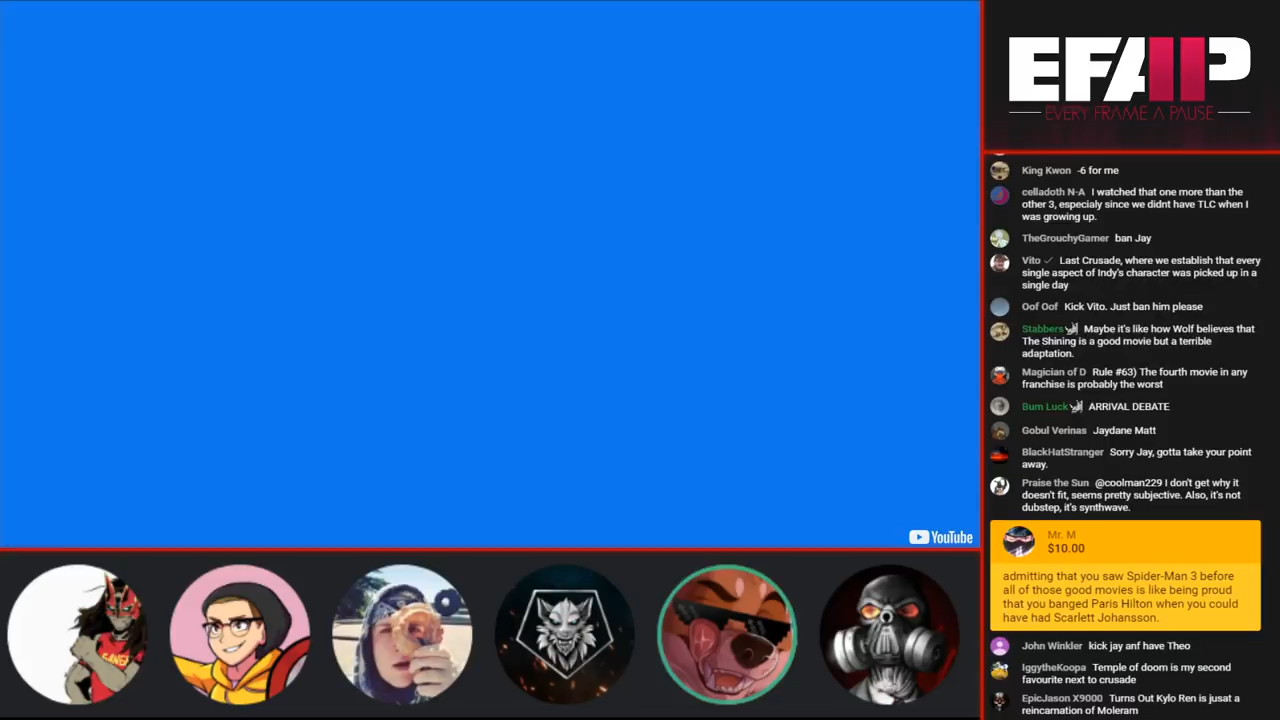 EFAP
EVERY FRAME A PAUSE
King Kwon -6 for me
celladoth N-A I watched that one more than the
other 3, especialy since we didnt have TLC when I
was growing up.
TheGrouchyGamer ban Jay
Vito ✓ Last Crusade, where we establish that every
single aspect of Indy's character was picked up in a
single day
Oof Oof Kick Vito. Just ban him please
Stabbers Maybe it's like how Wolf believes that
The Shining is a good movie but a terrible
adaptation.
Magician of D Rule #63) The fourth movie in any
franchise is probably the worst
Bum Luck ARRIVAL DEBATE
Gobul Verinas Jaydane Matt
BlackHatStranger Sorry Jay, gotta take your point
away.
Praise the Sun @coolman229 I don't get why it
doesn't fit, seems pretty subjective. Also, it's not
dubstep, it's synthwave.
Mr. M
$10.00
admitting that you saw Spider-Man 3 before
all of those good movies is like being proud
that you banged Paris Hilton when you could
have had Scarlett Johansson.
John Winkler kick jay anf have Theo
IggytheKoopa Temple of doom is my second
favourite next to crusade
EpicJason X9000 Turns Out Kylo Ren is jusat a
reincarnation of Moleram
YouTube